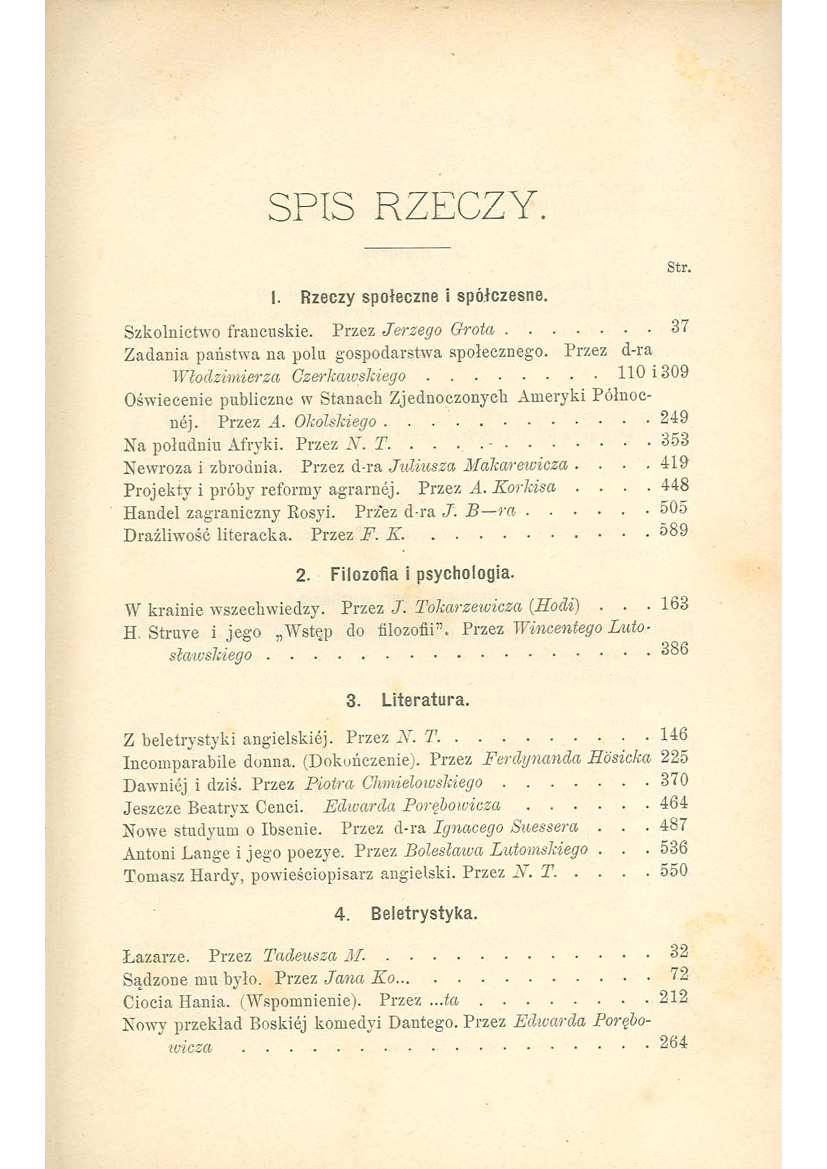 SPIS RZECZY.
Str.
1. Rzeczy społeczne i spółczesne.
Szkolnictwo francuskie. Przez Jerzego Grota . . . . . . . 37
Zadania państwa na polu gospodarstwa społecznego. Przez d-ra
Włodzimierza Czerkawskiego . . . . . . . . 110 i 309
Oświecenie publiczne w Stanach Zjednoczonych Ameryki Północ-
néj. Przez A. Okolskiego . . . . . . . . . . . . 249
Na południu Afryki. Przez N. T. . . . . . . . . . . . 353
Newroza i zbrodnia. Przez d-ra Juliusza Makarewicza . . . . 419
Projekty i próby reformy agrarnéj. Przez A. Korkisa . . . . 448
Handel zagraniczny Rosyi. Przez d-ra J. B—ra . . . . . . 505
Drażliwość literacka. Przez F. K. . . . . . . . . . . 589
2. Filozofia i psychologia.
W krainie wszechwiedzy. Przez J. Tokarzewicza (Hodi) . . . 163
H. Struve i jego „Wstęp do filozofii”. Przez Wincentego Luto-
sławskiego . . . . . . . . . . . . . . . . . 386
3. Literatura.
Z beletrystyki angielskiéj. Przez N. T. . . . . . . . . . 146
Incomparabile donna. (Dokończenie). Przez Ferdynanda Hösicka 225
Dawniéj i dziś. Przez Piotra Chmielowskiego . . . . . . . 370
Jeszcze Beatryx Cenci. Edwarda Porębowicza . . . . . . 464
Nowe studyum o Ibsenie. Przez d-ra Ignacego Suessera . . . 487
Antoni Lange i jego poezye. Przez Bolesława Lutomskiego . . . 536
Tomasz Hardy, powieściopisarz angielski. Przez N. T. . . . . 550
4. Beletrystyka.
Łazarze. Przez Tadeusza M. . . . . . . . . . . . . 32
Sądzone mu było. Przez Jana Ko... . . . . . . . . . . . 72
Ciocia Hania. (Wspomnienie). Przez ...ta . . . . . . . . 212
Nowy przekład Boskiéj komedyi Dantego. Przez Edwarda Porębo-
wicza . . . . . . . . . . . . . . . . . . 264